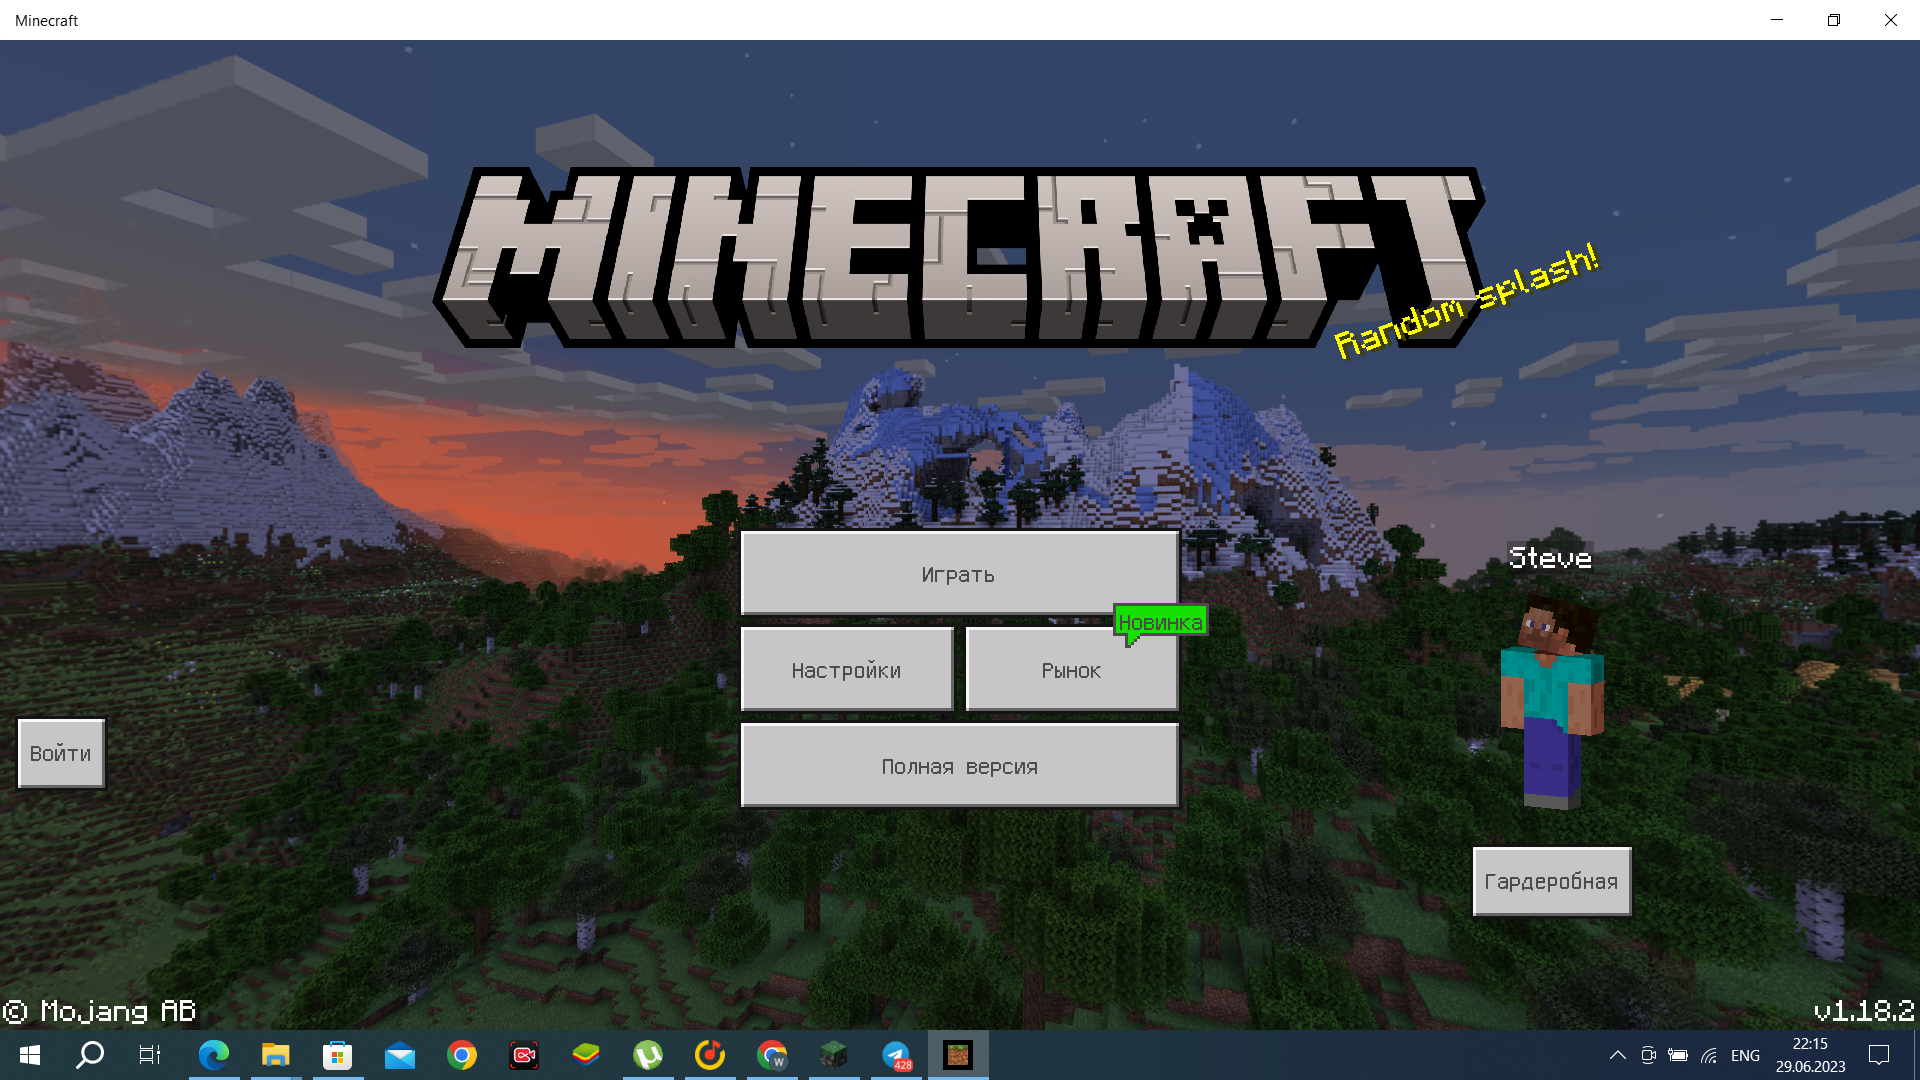 Minecraft
MINECRAFT
Random splash!
Играть
Новинка
Настройки
Рынок
Полная версия
Войти
Steve
Гардеробная
© Mojang AB
v1.18.2
W
428
ENG
22:15
29.06.2023